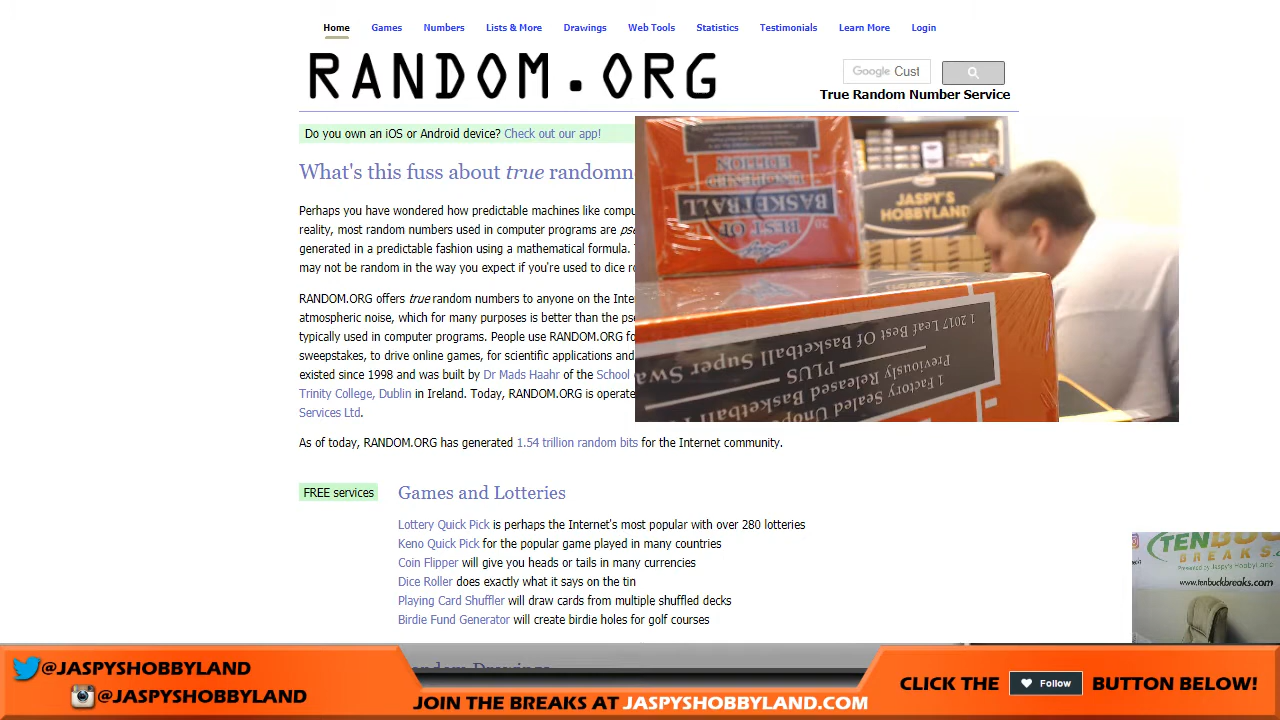 Home Games Numbers Lists & More Drawings Web Tools Statistics Testimonials Learn More Login
RANDOM.ORG
Google Cust
True Random Number Service
Do you own an iOS or Android device? Check out our app!
What's this fuss about true randomn
Perhaps you have wondered how predictable machines like compu
reality, most random numbers used in computer programs are pse
generated in a predictable fashion using a mathematical formula.
may not be random in the way you expect if you're used to dice ro
RANDOM.ORG offers true random numbers to anyone on the Inte
atmospheric noise, which for many purposes is better than the pse
typically used in computer programs. People use RANDOM.ORG fo
sweepstakes, to drive online games, for scientific applications and
existed since 1998 and was built by Dr Mads Haahr of the School
Trinity College, Dublin in Ireland. Today, RANDOM.ORG is operate
Services Ltd.
BEST OF
BASKETBALL
EDITION
JASPY'S
HOBBYLAND
1 2017 Leaf Best Of Basketball Super Swa
PLUS
Previously Released Basketball
1 Factory Sealed Unop
As of today, RANDOM.ORG has generated 1.54 trillion random bits for the Internet community.
FREE services
Games and Lotteries
Lottery Quick Pick is perhaps the Internet's most popular with over 280 lotteries
Keno Quick Pick for the popular game played in many countries
Coin Flipper will give you heads or tails in many currencies
Dice Roller does exactly what it says on the tin
Playing Card Shuffler will draw cards from multiple shuffled decks
Birdie Fund Generator will create birdie holes for golf courses
TENBUCK
BREAKS.c
Presented by Jaspy's HobbyLand
www.tenbuckbreaks.com
@JASPYSHOBBYLAND
@JASPYSHOBBYLAND
JOIN THE BREAKS AT JASPYSHOBBYLAND.COM
CLICK THE Follow BUTTON BELOW!